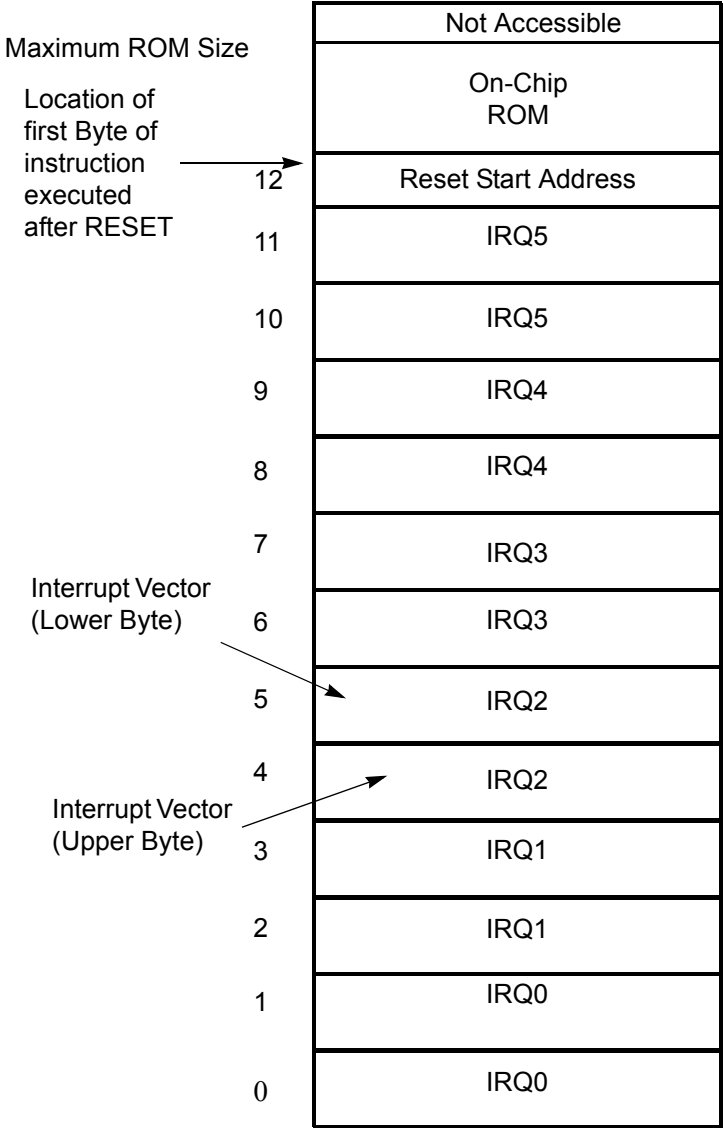 Not Accessible
Maximum ROM Size
On-Chip
ROM
Location of
first Byte of
instruction
executed
after RESET
12
Reset Start Address
11
IRQ5
10
IRQ5
9
IRQ4
8
IRQ4
7
IRQ3
Interrupt Vector
(Lower Byte)
6
IRQ3
5
IRQ2
4
IRQ2
Interrupt Vector
(Upper Byte)
3
IRQ1
2
IRQ1
1
IRQ0
0
IRQ0